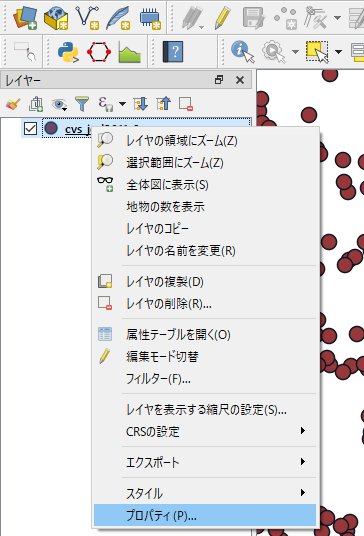 レイヤー
レイヤの領域にズーム(Z)
選択範囲にズーム(Z)
全体図に表示(S)
地物の数を表示
レイヤのコピー
レイヤの名前を変更(R)
レイヤの複製(D)
レイヤの削除(R)...
属性テーブルを開く(O)
編集モード切替
フィルター(F)...
レイヤを表示する縮尺の設定(S)...
CRSの設定
エクスポート
スタイル
プロパティ(P)...